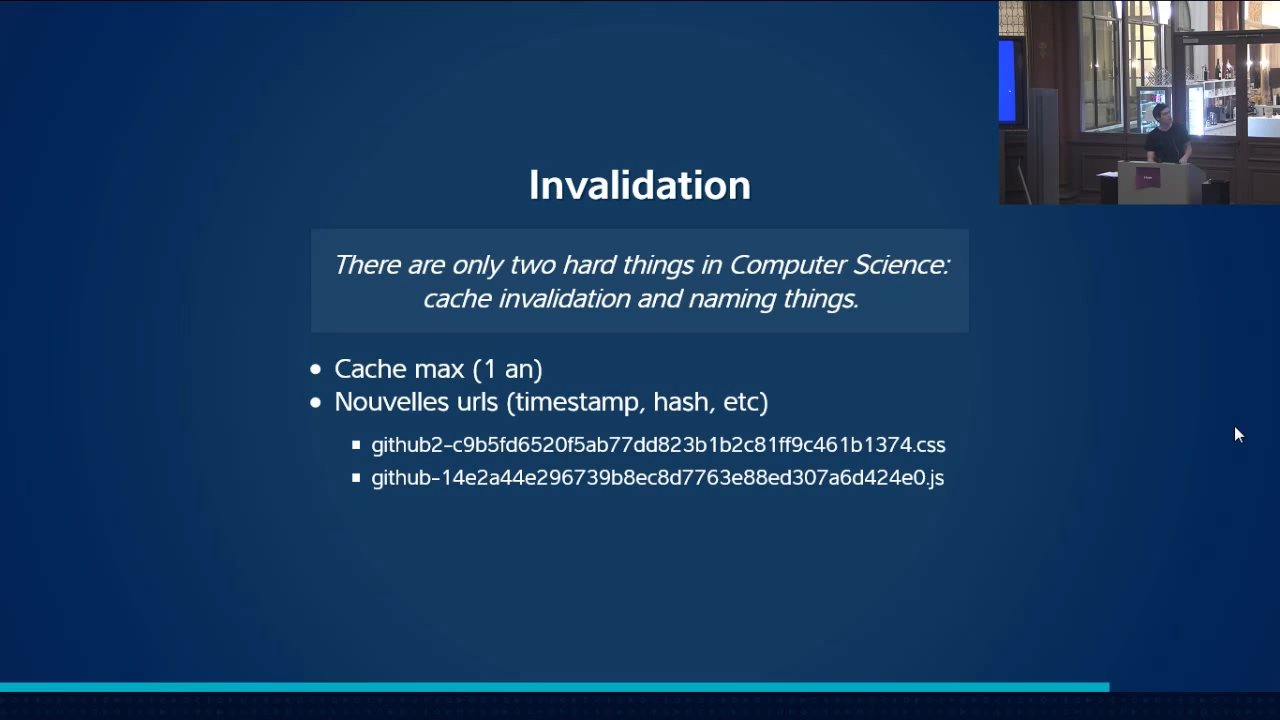 Invalidation
There are only two hard things in Computer Science:
cache invalidation and naming things.
Cache max (1 an)
Nouvelles urls (timestamp, hash, etc)
github2-c9b5fd6520f5ab77dd823b1b2c81ff9c461b1374.css
github-14e2a44e296739b8ec8d7763e88ed307a6d424e0.js